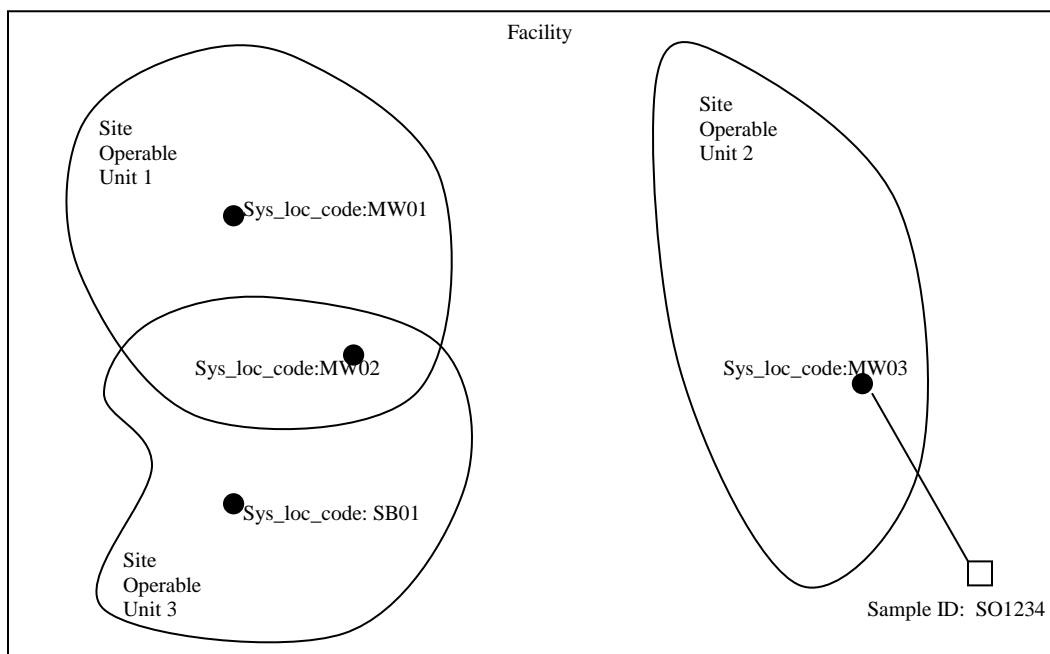 Facility
Site
Operable
Unit 1
Sys_loc_code:MW01
Sys_loc_code:MW02
Sys_loc_code: SB01
Site
Operable
Unit 3
Site
Operable
Unit 2
Sys_loc_code:MW03
Sample ID:  SO1234